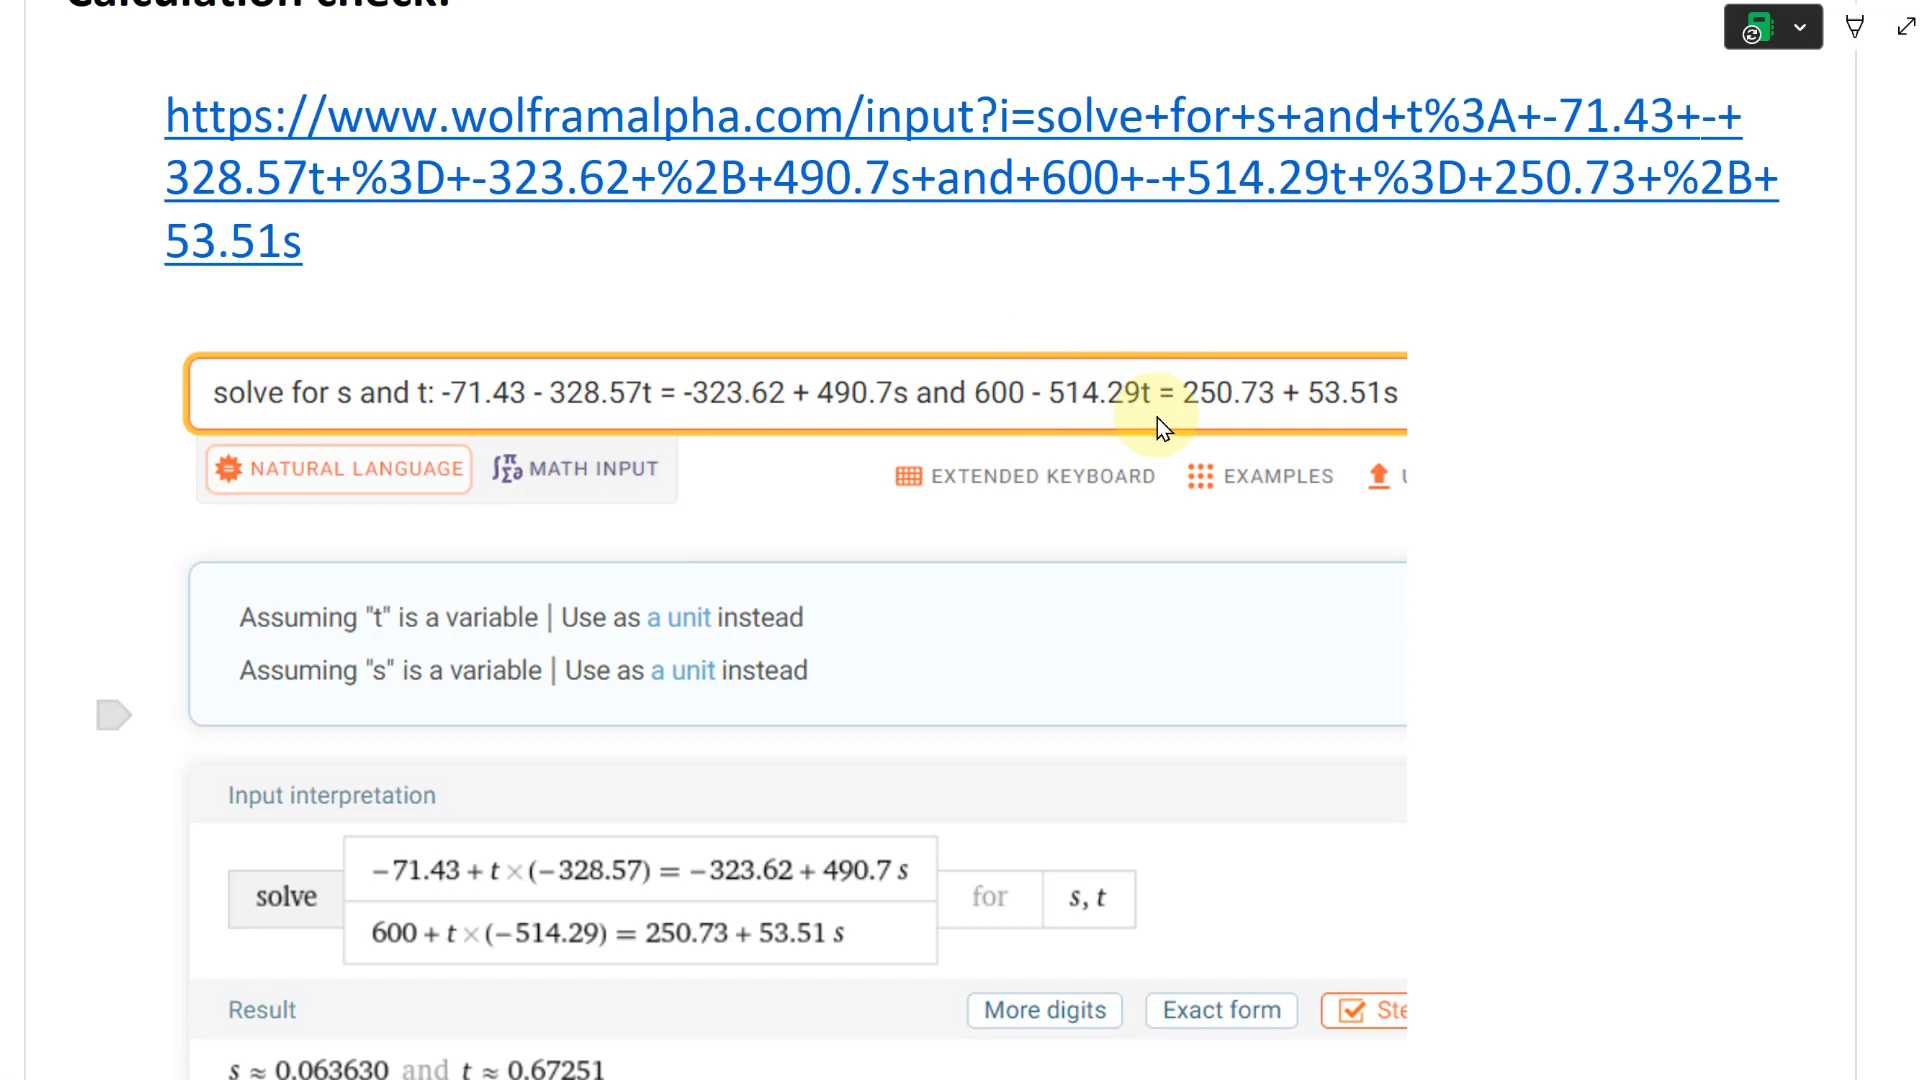 Calculation check:
https://www.wolframalpha.com/input?i=solve+for+s+and+t%3A+-71.43+-+
328.57t+%3D+-323.62+%2B+490.7s+and+600+-+514.29t+%3D+250.73+%2B+
53.51s
solve for s and t: -71.43 - 328.57t = -323.62 + 490.7s and 600 - 514.29t = 250.73 + 53.51s
NATURAL LANGUAGE
∫π Σ∂ MATH INPUT
EXTENDED KEYBOARD
EXAMPLES
Assuming "t" is a variable | Use as a unit instead
Assuming "s" is a variable | Use as a unit instead
Input interpretation
solve
−71.43 + t × (−328.57) = −323.62 + 490.7 s
600 + t × (−514.29) = 250.73 + 53.51 s
for
s, t
Result
More digits
Exact form
s ≈ 0.063630 and t ≈ 0.67251